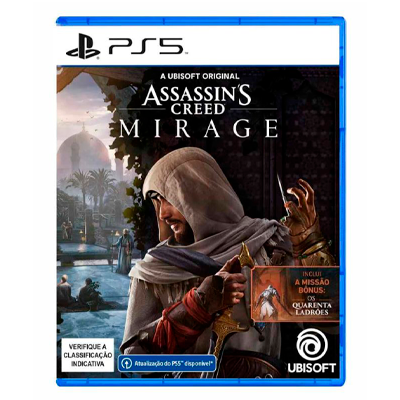 PS5
A UBISOFT ORIGINAL
ASSASSIN'S
CREED
MIRAGE
INCLUI
A MISSÃO
BÔNUS:
OS
QUARENTA
LADRÕES
VERIFIQUE A
CLASSIFICAÇÃO
INDICATIVA
Atualização do PS5™ disponível*
UBISOFT